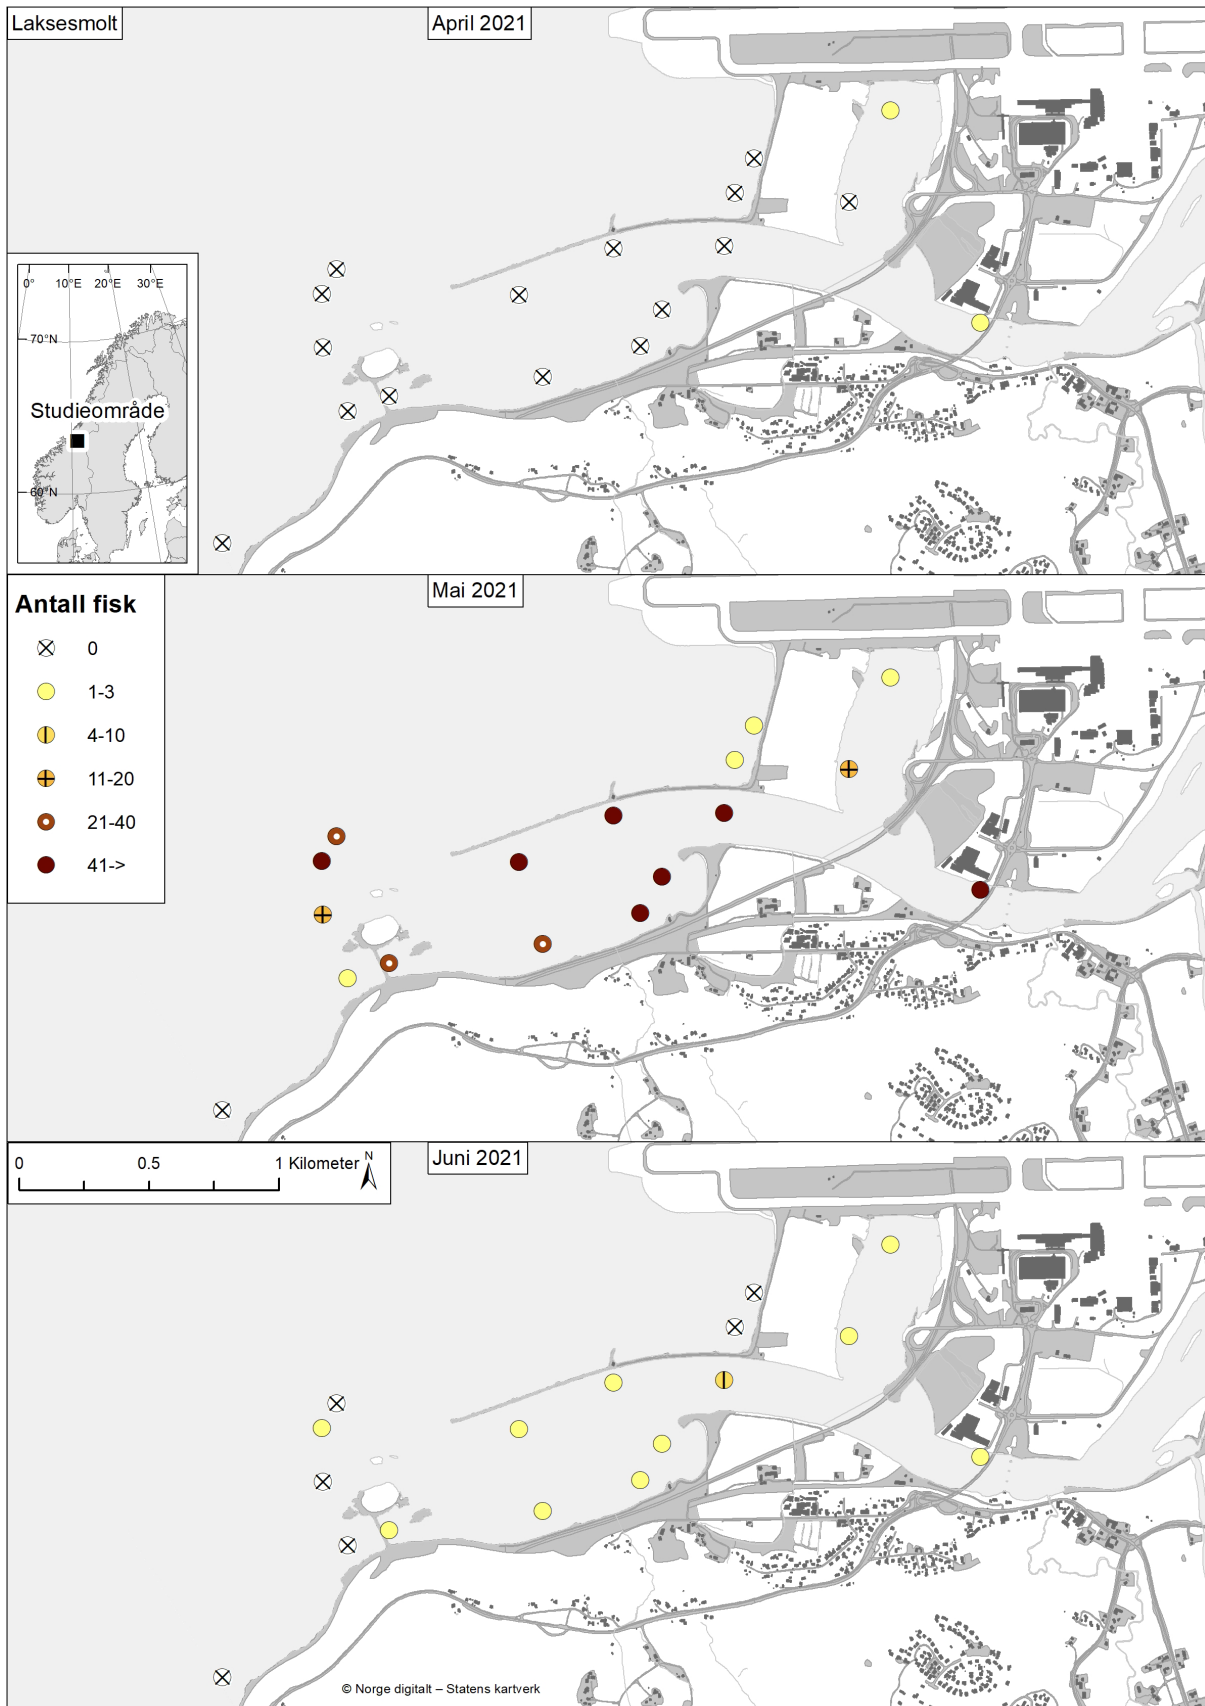 Laksesmolt
April 2021
0° 10°E 20°E 30°E
70°N
Studieområde
60°N
Mai 2021
Antall fisk
0
1-3
4-10
11-20
21-40
41->
Juni 2021
0 0.5 1 Kilometer N
© Norge digitalt – Statens kartverk